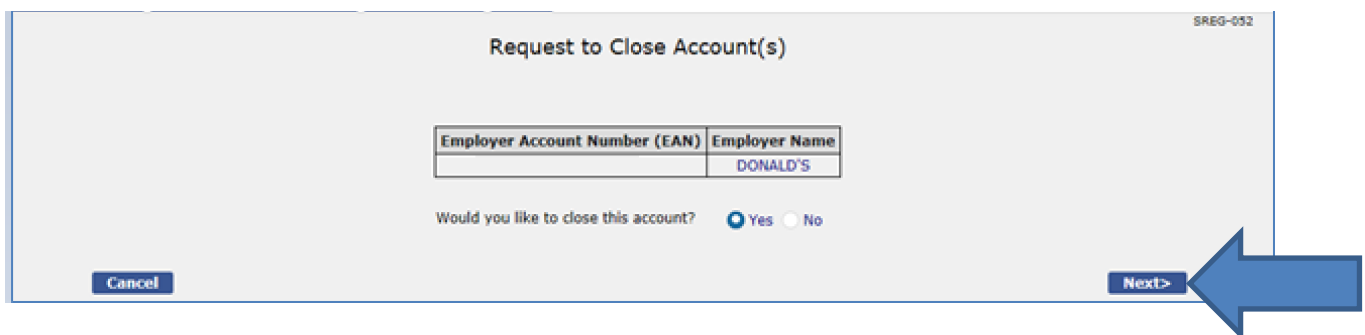 SREG-052
Request to Close Account(s)
Employer Account Number (EAN) Employer Name
DONALD'S
Would you like to close this account? Yes No
Cancel Next>